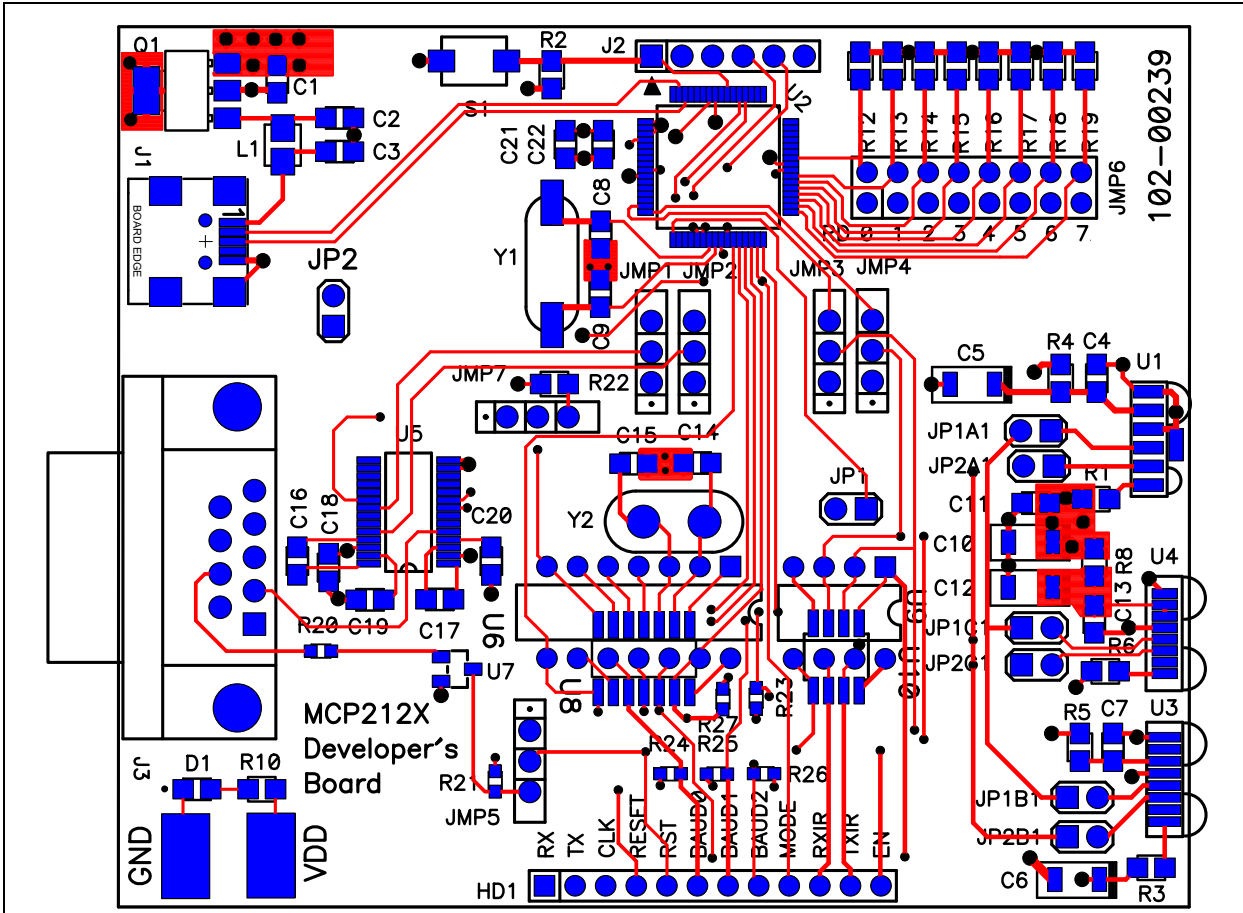 Q1
C1
C2
C3
L1
J1
1
BOARD EDGE
JP2
S1
R2
J2
U2
C21
C22
C8
Y1
C9
R12
R13
R14
R15
R16
R17
R18
R19
JMP6
RD 0 1 2 3 4 5 6 7
102-00239
JMP1
JMP2
JMP3
JMP4
JMP7
R22
C5
R4
C4
U1
JP1A1
JP2A1
R1
C11
C10
C12
R8
C13
U4
JP1C1
JP2C1
R6
J5
C16
C18
C20
C19
C17
R20
C15
C14
Y2
JP1
U6
U7
U8
U9
U10
R27
R23
R24
R25
R26
R21
JMP5
MCP212X
Developer's
Board
J3
D1
R10
GND
VDD
RX
TX
CLK
RESET
RST
BAUD0
BAUD1
BAUD2
MODE
RXIR
TXIR
EN
HD1
R5
C7
U3
JP1B1
JP2B1
C6
R3